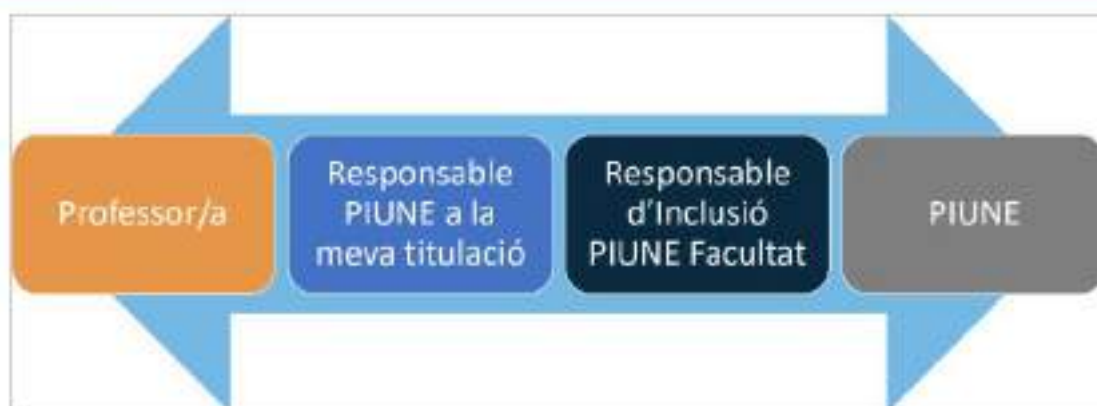 Professor/a
Responsable
PIUNE a la
meva titulació
Responsable
d'Inclusió
PIUNE Facultat
PIUNE